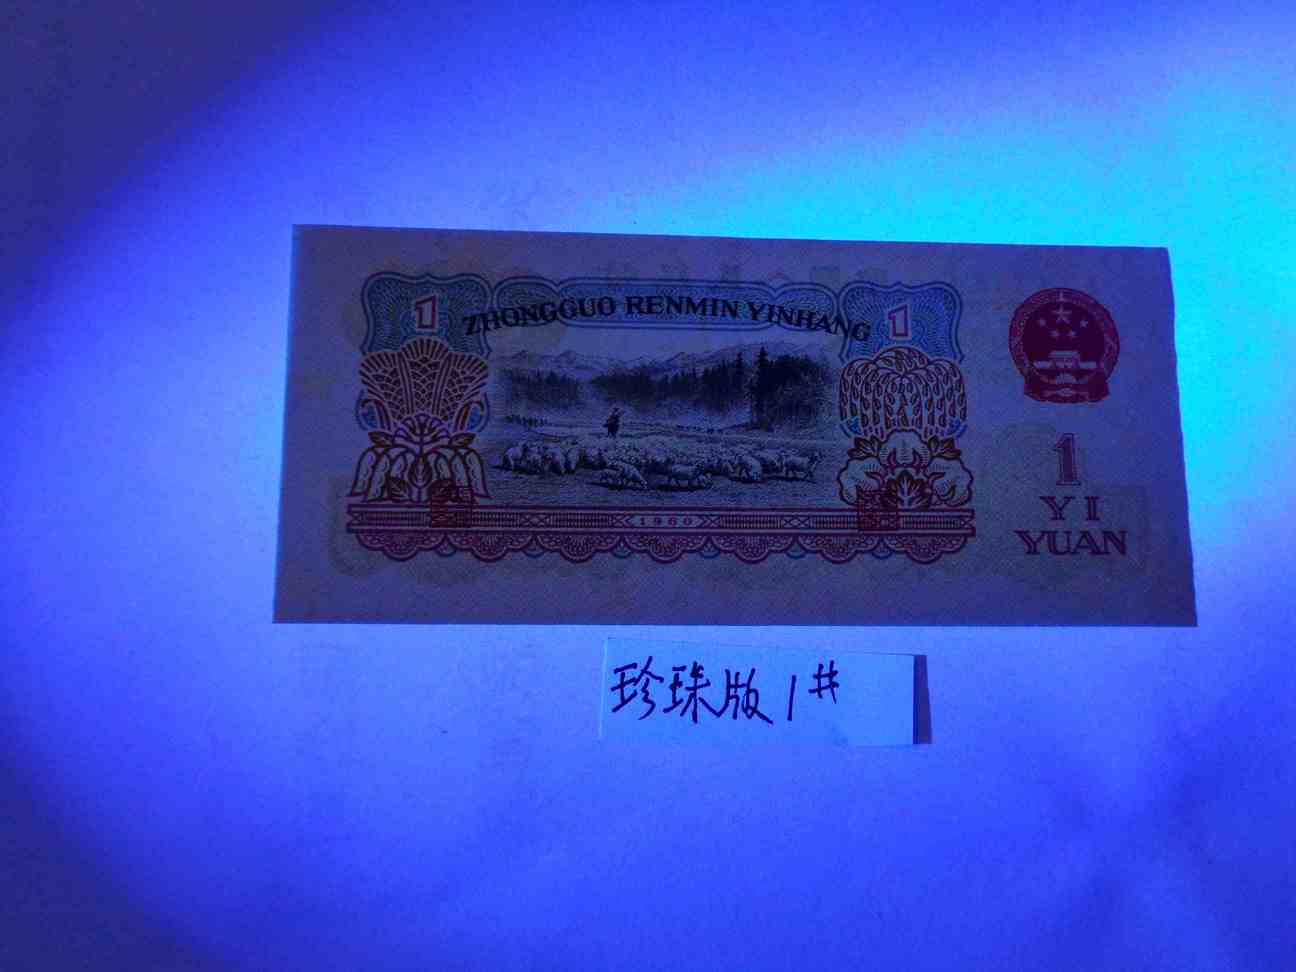 1
ZHONGGUO RENMIN YINHANG
1
1960
1
YI
YUAN
珍珠版1#